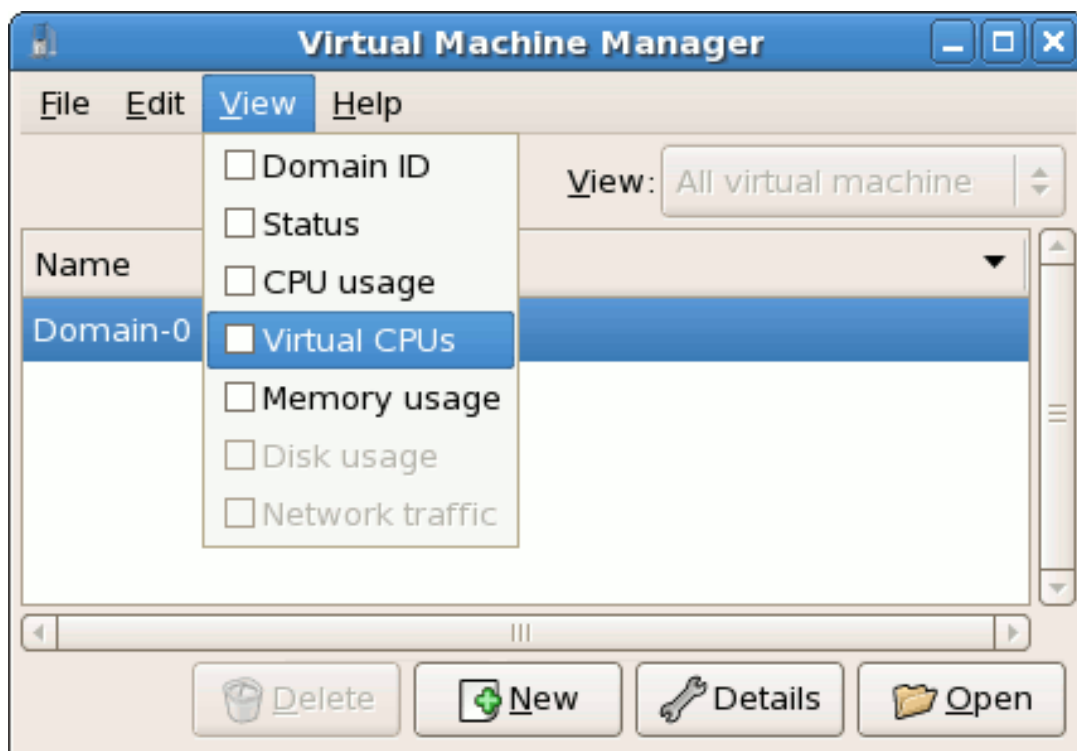 Virtual Machine Manager
File Edit View Help
Domain ID
View: All virtual machine
Status
Name
CPU usage
Domain-0
Virtual CPUs
Memory usage
Disk usage
Network traffic
Delete New Details Open